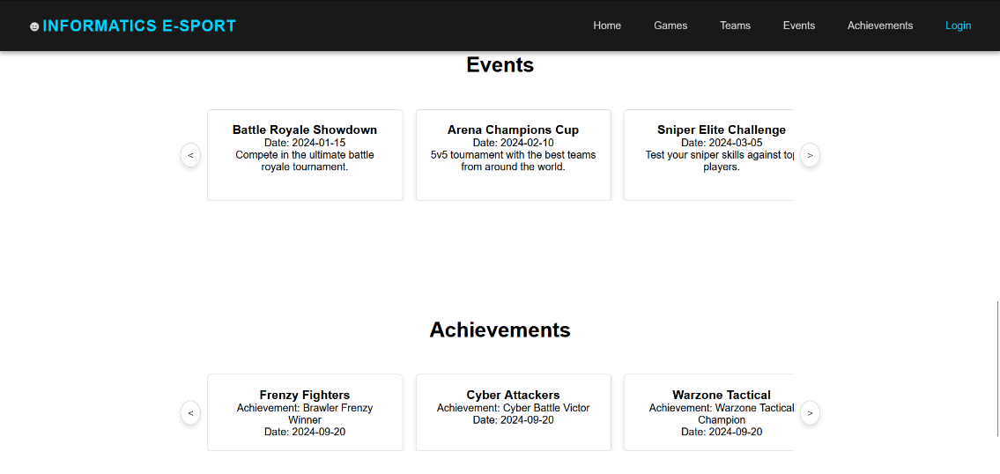 INFORMATICS E-SPORT
Home Games Teams Events Achievements Login
Events
Battle Royale Showdown
Date: 2024-01-15
Compete in the ultimate battle
royale tournament.
Arena Champions Cup
Date: 2024-02-10
5v5 tournament with the best teams
from around the world.
Sniper Elite Challenge
Date: 2024-03-05
Test your sniper skills against top
players.
<
>
Achievements
Frenzy Fighters
Achievement: Brawler Frenzy
Winner
Date: 2024-09-20
Cyber Attackers
Achievement: Cyber Battle Victor
Date: 2024-09-20
Warzone Tactical
Achievement: Warzone Tactical
Champion
Date: 2024-09-20
<
>